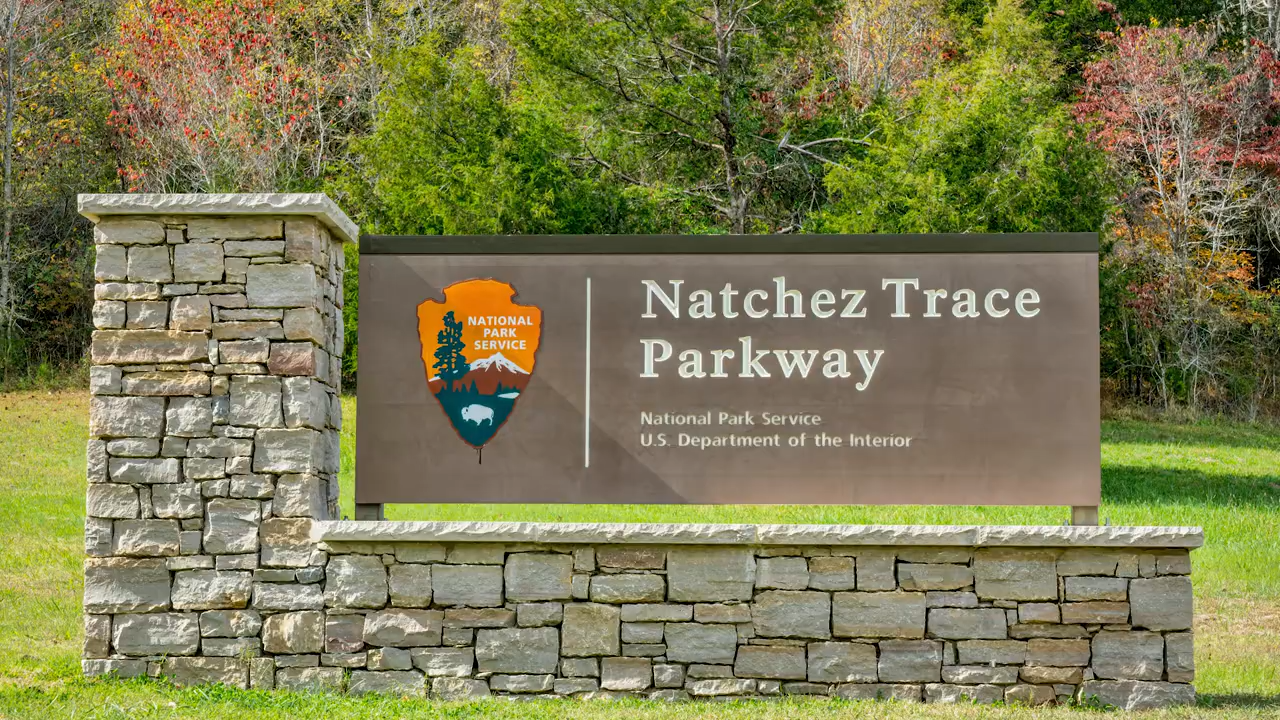 NATIONAL
PARK
SERVICE
Natchez Trace
Parkway
National Park Service
U.S. Department of the Interior